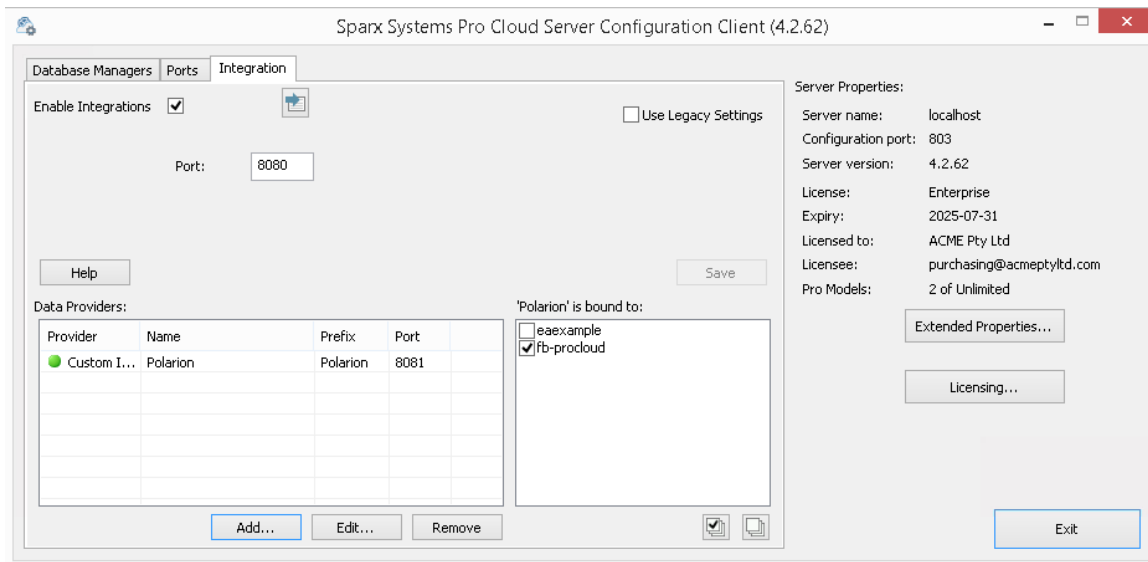 Sparx Systems Pro Cloud Server Configuration Client (4.2.62)
Database Managers Ports Integration
Enable Integrations
Use Legacy Settings
Port: 8080
Help
Save
Data Providers:
Provider Name Prefix Port
Custom I... Polarion Polarion 8081
'Polarion' is bound to:
eaexample
fb-procloud
Add... Edit... Remove
Server Properties:
Server name: localhost
Configuration port: 803
Server version: 4.2.62
License: Enterprise
Expiry: 2025-07-31
Licensed to: ACME Pty Ltd
Licensee: purchasing@acmeptyltd.com
Pro Models: 2 of Unlimited
Extended Properties...
Licensing...
Exit